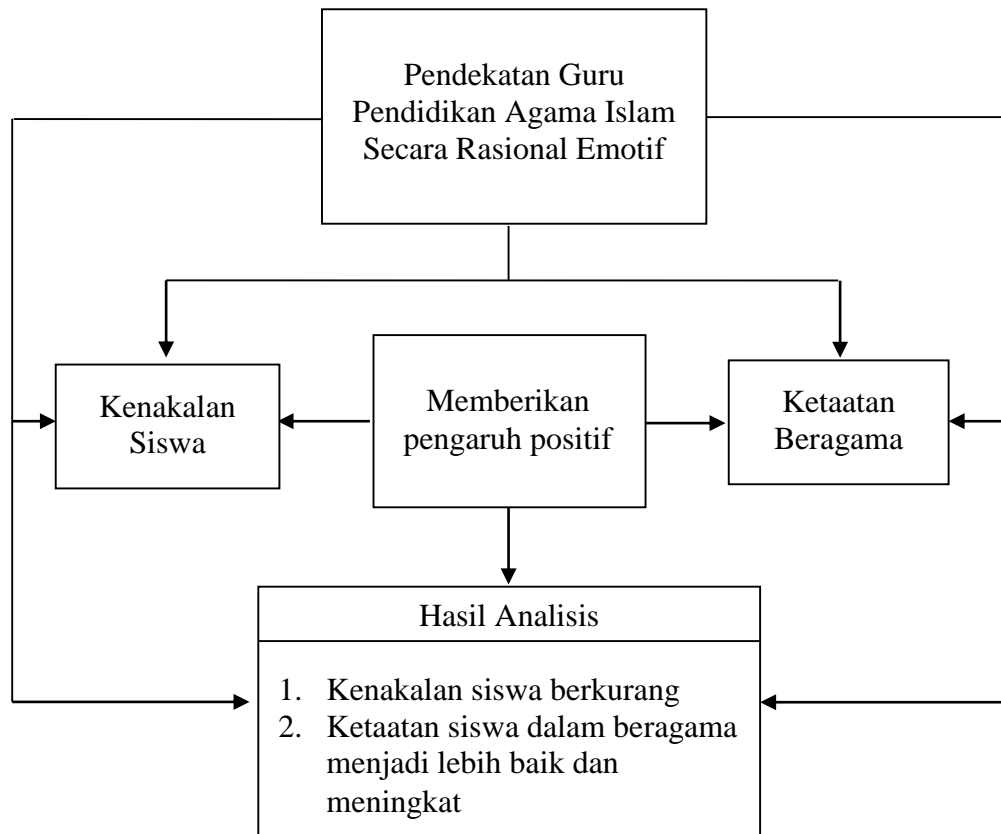 Pendekatan Guru
Pendidikan Agama Islam
Secara Rasional Emotif
Kenakalan
Siswa
Memberikan
pengaruh positif
Ketaatan
Beragama
Hasil Analisis
1. Kenakalan siswa berkurang
2. Ketaatan siswa dalam beragama
menjadi lebih baik dan
meningkat